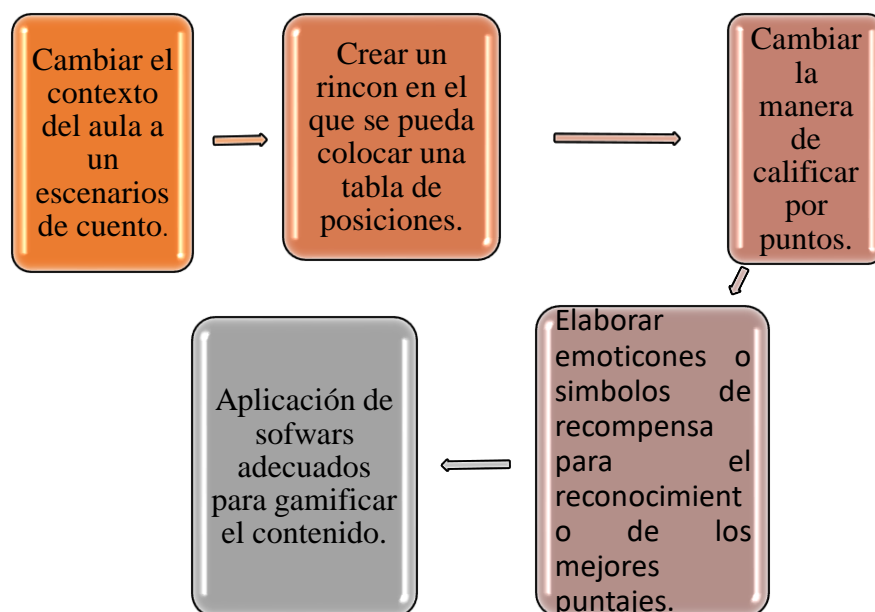 Cambiar el
contexto
del aula a
un
escenarios
de cuento.
Crear un
rincon en el
que se pueda
colocar una
tabla de
posiciones.
Cambiar
la
manera
de
calificar
por
puntos.
Elaborar
emoticones o
simbolos de
recompensa
para el
reconocimient
o de los
mejores
puntajes.
Aplicación de
sofwars
adecuados
para gamificar
el contenido.